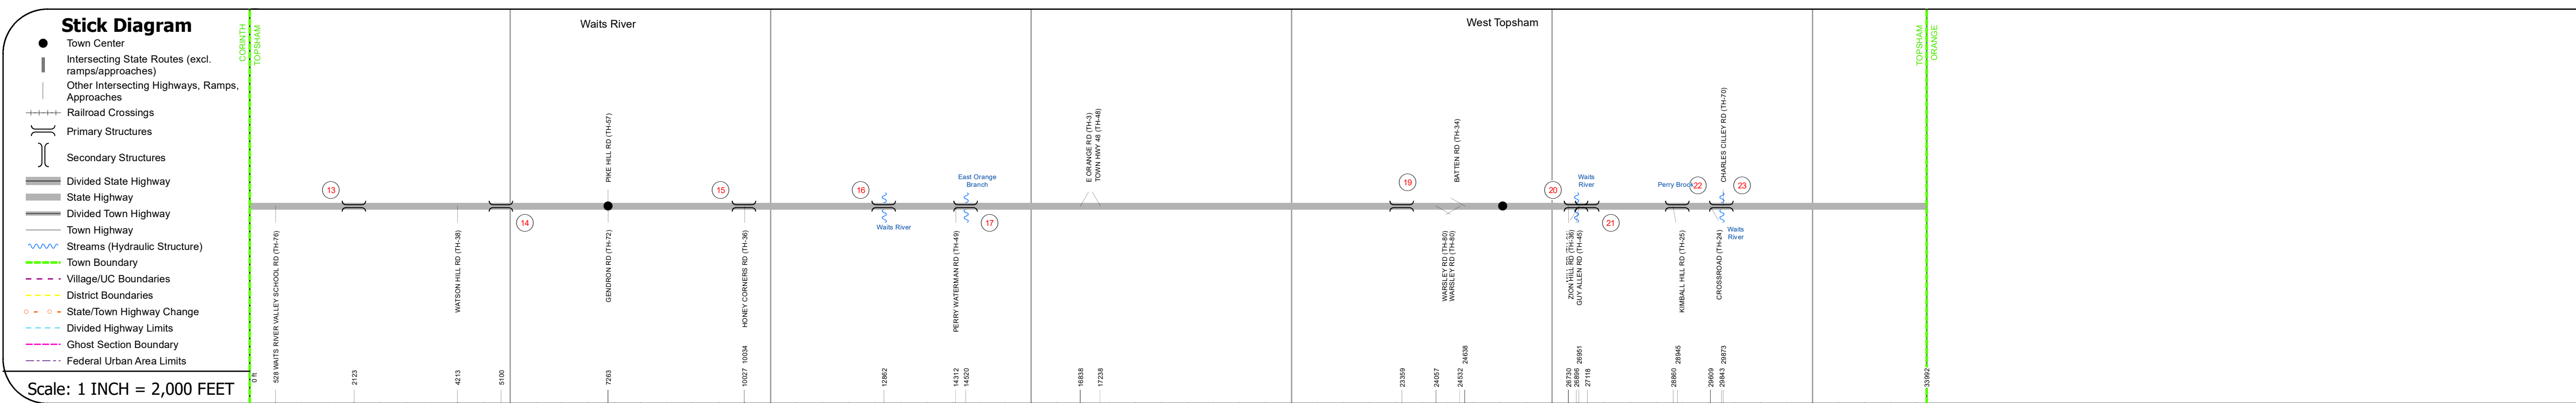 Stick Diagram
Town Center
Intersecting State Routes (excl.
ramps/approaches)
Other Intersecting Highways, Ramps,
Approaches
Railroad Crossings
Primary Structures
Secondary Structures
Divided State Highway
State Highway
Divided Town Highway
Town Highway
Streams (Hydraulic Structure)
Town Boundary
Village/UC Boundaries
District Boundaries
State/Town Highway Change
Divided Highway Limits
Ghost Section Boundary
Federal Urban Area Limits
Scale: 1 INCH = 2,000 FEET
CORINTH
TOPSHAM
Waits River
West Topsham
TOPSHAM
ORANGE
PIKE HILL RD (TH-57)
E ORANGE RD (TH-3)
TOWN HWY 48 (TH-48)
BATTEN RD (TH-34)
CHARLES CILLEY RD (TH-70)
13
14
15
16
Waits River
East Orange
Branch
17
19
20
Waits
River
21
Perry Brook
22
23
Waits
River
528 WAITS RIVER VALLEY SCHOOL RD (TH-76)
WATSON HILL RD (TH-38)
GENDRON RD (TH-72)
HONEY CORNERS RD (TH-36)
PERRY WATERMAN RD (TH-49)
WARSLEY RD (TH-80)
WARSLEY RD (TH-80)
ZION HILL RD (TH-36)
GUY ALLEN RD (TH-45)
KIMBALL HILL RD (TH-25)
CROSSROAD (TH-24)
0 ft
2123
4213
5100
7263
10027
10034
12862
14312
14520
16838
17238
23359
24057
24532
24638
26730
26896
26951
27118
28860
28945
29609
29843
29873
33992